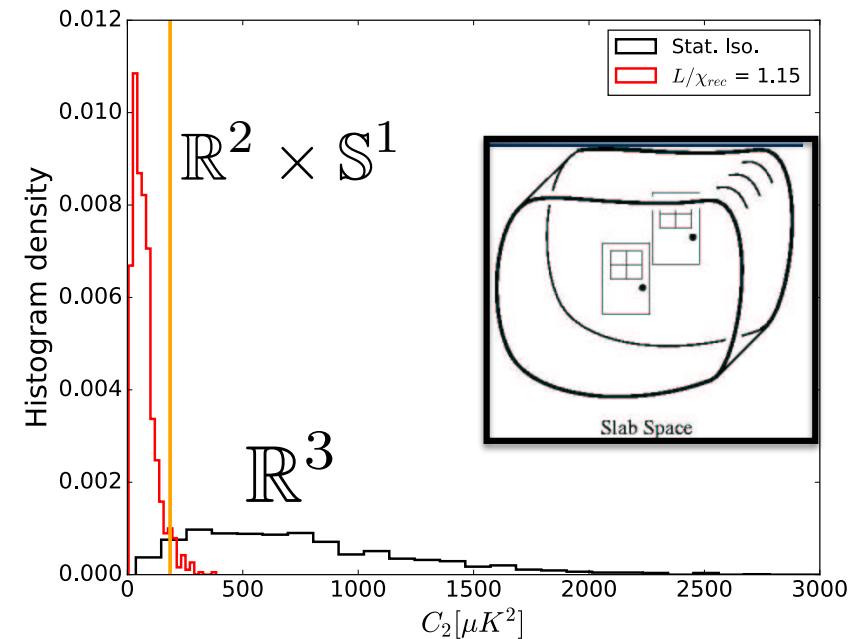 0.012
0.010
0.008
0.006
0.004
0.002
0.000
Histogram density
Stat. Iso.
L/χ_rec = 1.15
ℝ² × 𝕊¹
ℝ³
Slab Space
0 500 1000 1500 2000 2500 3000
C₂[μK²]